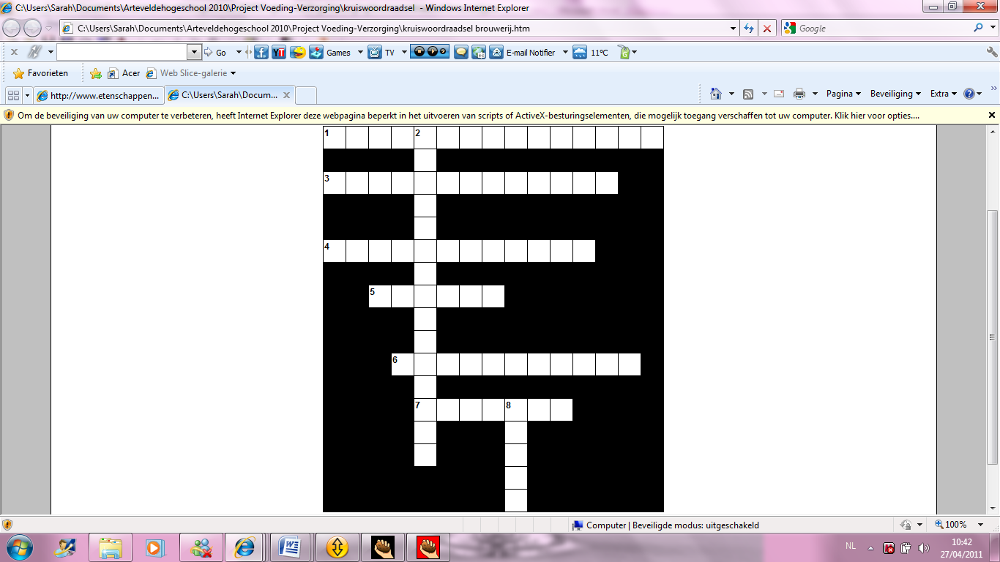 C:\Users\Sarah\Documents\Arteveldehogeschool 2010\Project Voeding-Verzorging\kruiswoordraadsel - Windows Internet Explorer
C:\Users\Sarah\Documents\Arteveldehogeschool 2010\Project Voeding-Verzorging\kruiswoordraadsel brouwerij.htm
Google
Go
YT
Games
TV
E-mail Notifier
11°C
Favorieten
Acer
Web Slice-galerie
http://www.etenschappen...
C:\Users\Sarah\Docum...
Pagina
Beveiliging
Extra
Om de beveiliging van uw computer te verbeteren, heeft Internet Explorer deze webpagina beperkt in het uitvoeren van scripts of ActiveX-besturingselementen, die mogelijk toegang verschaffen tot uw computer. Klik hier voor opties....
1 2
3
4
5
6
7 8
Computer | Beveiligde modus: uitgeschakeld
100%
NL
10:42
27/04/2011